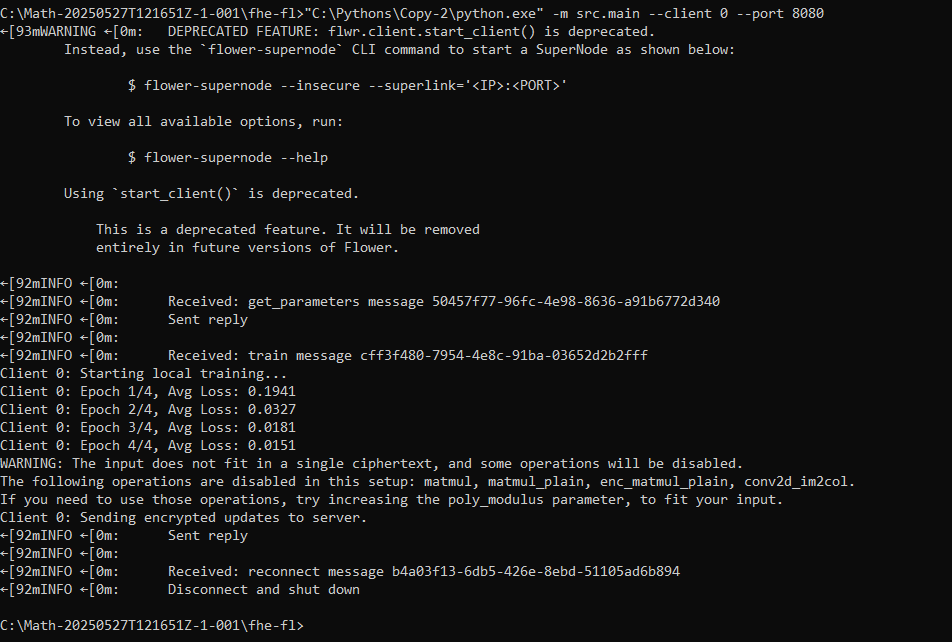 C:\Math-20250527T121651Z-1-001\fhe-fl>"C:\Pythons\Copy-2\python.exe" -m src.main --client 0 --port 8080
←[93mWARNING ←[0m:   DEPRECATED FEATURE: flwr.client.start_client() is deprecated.
        Instead, use the `flower-supernode` CLI command to start a SuperNode as shown below:
                $ flower-supernode --insecure --superlink='<IP>:<PORT>'
        To view all available options, run:
                $ flower-supernode --help
        Using `start_client()` is deprecated.
            This is a deprecated feature. It will be removed
            entirely in future versions of Flower.
←[92mINFO ←[0m:
←[92mINFO ←[0m:      Received: get_parameters message 50457f77-96fc-4e98-8636-a91b6772d340
←[92mINFO ←[0m:      Sent reply
←[92mINFO ←[0m:
←[92mINFO ←[0m:      Received: train message cff3f480-7954-4e8c-91ba-03652d2b2fff
Client 0: Starting local training...
Client 0: Epoch 1/4, Avg Loss: 0.1941
Client 0: Epoch 2/4, Avg Loss: 0.0327
Client 0: Epoch 3/4, Avg Loss: 0.0181
Client 0: Epoch 4/4, Avg Loss: 0.0151
WARNING: The input does not fit in a single ciphertext, and some operations will be disabled.
The following operations are disabled in this setup: matmul, matmul_plain, enc_matmul_plain, conv2d_im2col.
If you need to use those operations, try increasing the poly_modulus parameter, to fit your input.
Client 0: Sending encrypted updates to server.
←[92mINFO ←[0m:      Sent reply
←[92mINFO ←[0m:
←[92mINFO ←[0m:      Received: reconnect message b4a03f13-6db5-426e-8ebd-51105ad6b894
←[92mINFO ←[0m:      Disconnect and shut down
C:\Math-20250527T121651Z-1-001\fhe-fl>